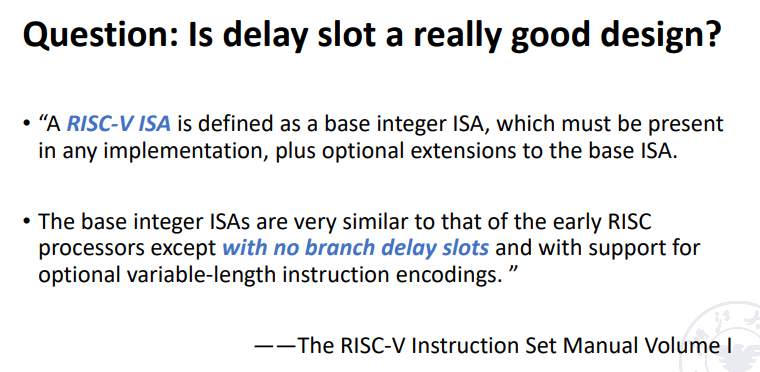 Question: Is delay slot a really good design?
• “A RISC-V ISA is defined as a base integer ISA, which must be present
in any implementation, plus optional extensions to the base ISA.
• The base integer ISAs are very similar to that of the early RISC
processors except with no branch delay slots and with support for
optional variable-length instruction encodings. ”
——The RISC-V Instruction Set Manual Volume I